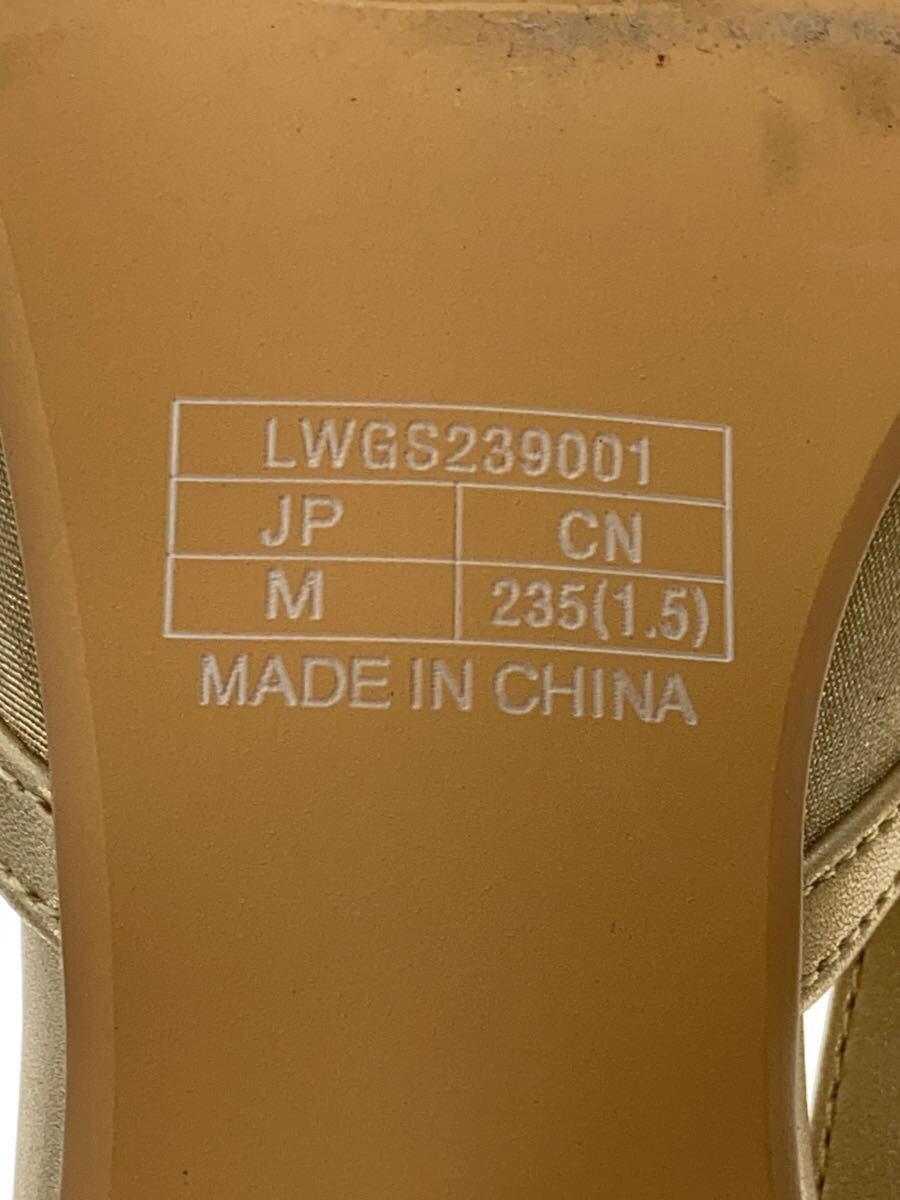 LWGS239001
JP CN
M 235(1.5)
MADE IN CHINA